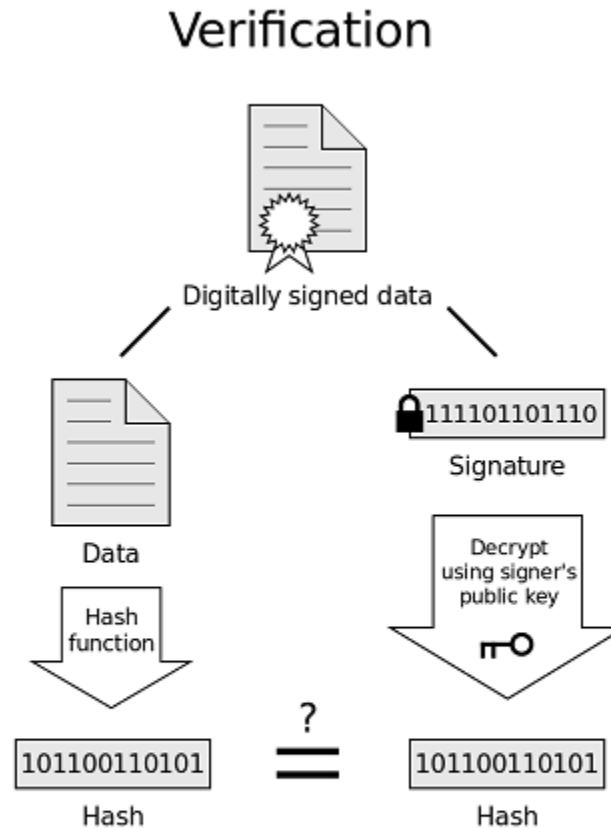 Verification
Digitally signed data
111101101110
Signature
Data
Decrypt
using signer's
public key
Hash
function
?
101100110101
101100110101
Hash
Hash